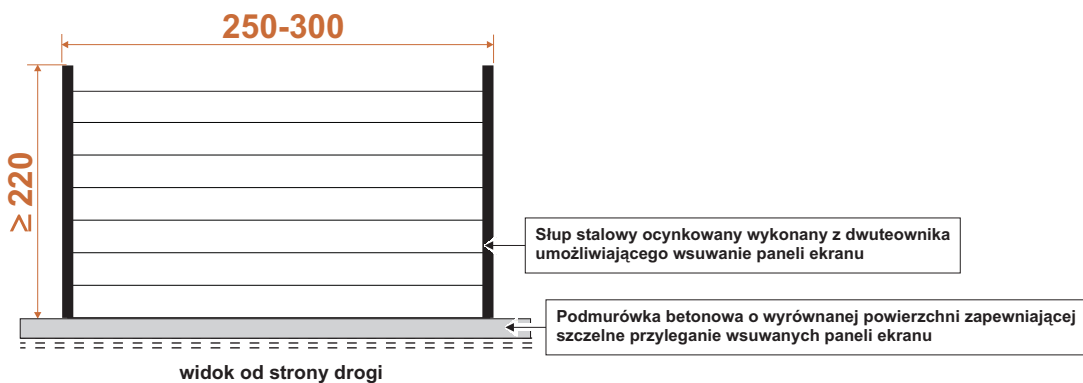 250-300
≥ 220
Słup stalowy ocynkowany wykonany z dwuteownika
umożliwiającego wsuwanie paneli ekranu
Podmurówka betonowa o wyrównanej powierzchni zapewniającej
szczelne przyleganie wsuwanych paneli ekranu
widok od strony drogi